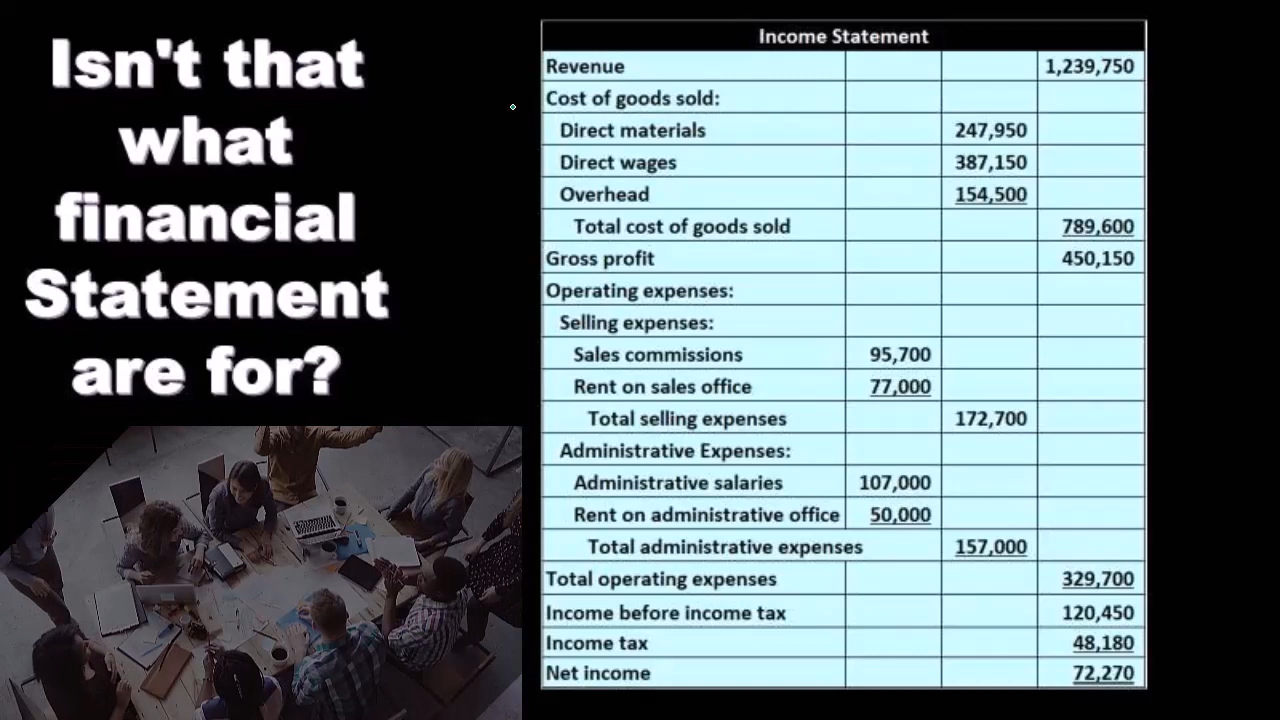 Isn't that
what
financial
Statement
are for?
Income Statement
Revenue 1,239,750
Cost of goods sold:
Direct materials 247,950
Direct wages 387,150
Overhead 154,500
Total cost of goods sold 789,600
Gross profit 450,150
Operating expenses:
Selling expenses:
Sales commissions 95,700
Rent on sales office 77,000
Total selling expenses 172,700
Administrative Expenses:
Administrative salaries 107,000
Rent on administrative office 50,000
Total administrative expenses 157,000
Total operating expenses 329,700
Income before income tax 120,450
Income tax 48,180
Net income 72,270